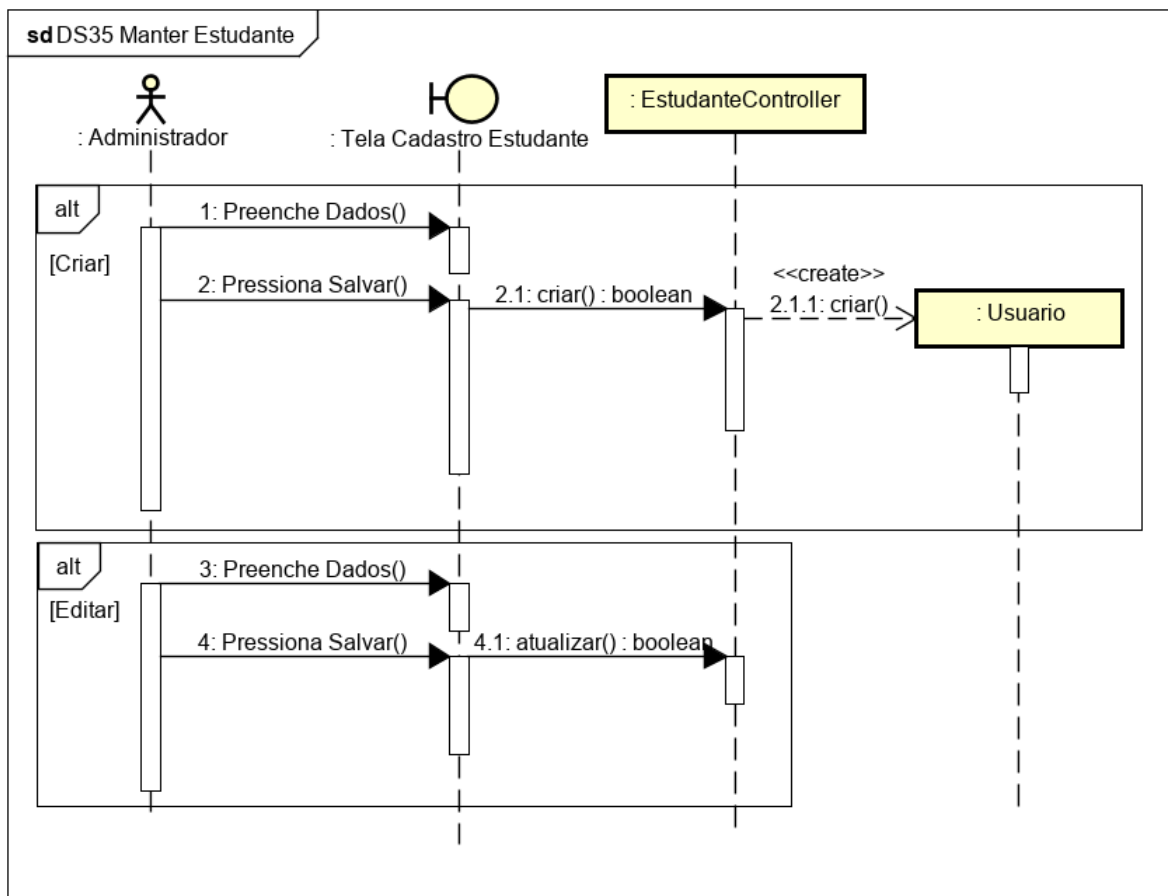 sd DS35 Manter Estudante
: Administrador
: Tela Cadastro Estudante
: EstudanteController
alt
[Criar]
1: Preenche Dados()
2: Pressiona Salvar()
2.1: criar() : boolean
<<create>>
2.1.1: criar()
: Usuario
alt
[Editar]
3: Preenche Dados()
4: Pressiona Salvar()
4.1: atualizar() : boolean